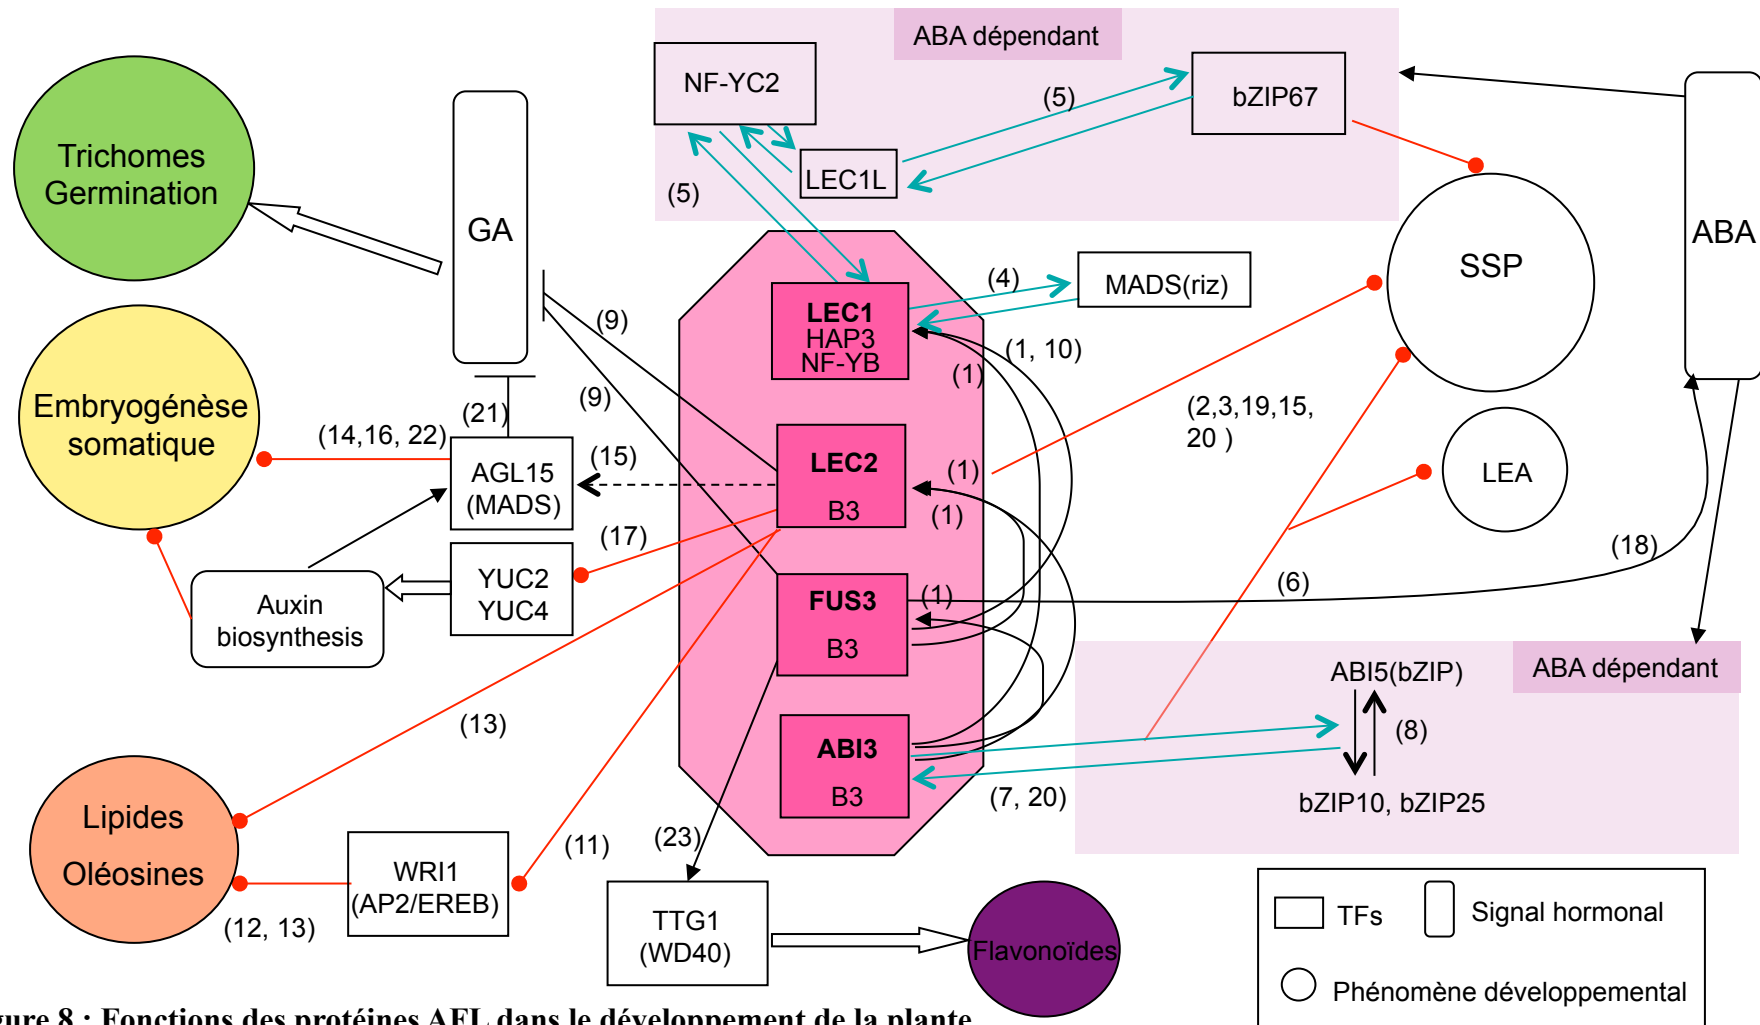 ABA dépendant
NF-YC2
bZIP67
(5)
LEC1L
(5)
Trichomes
Germination
GA
ABA
SSP
MADS(riz)
(4)
LEC1
HAP3
NF-YB
(9)
(1, 10)
(1)
(9)
Embryogénèse
somatique
(21)
(14,16, 22)
(2,3,19,15,
20 )
AGL15
(MADS)
(15)
LEC2
B3
(1)
(1)
LEA
(17)
(18)
YUC2
YUC4
Auxin
biosynthesis
FUS3
B3
(1)
(6)
ABA dépendant
ABI5(bZIP)
(8)
bZIP10, bZIP25
(13)
ABI3
B3
(7, 20)
Lipides
Oléosines
(11)
(23)
WRI1
(AP2/EREB)
(12, 13)
TTG1
(WD40)
Flavonoïdes
TFs
Signal hormonal
Phénomène développemental
gure 8 : Fonctions des protéines AFL dans le développement de la plante